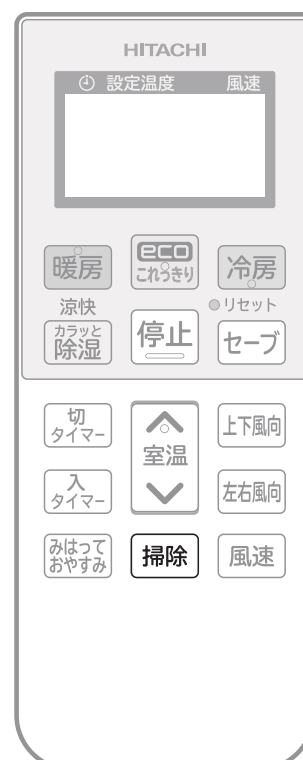 HITACHI
設定温度 風速
暖房
eco
これっきり
冷房
涼快
カラッと
除湿
停止
リセット
セーブ
切
タイマー
室温
上下風向
入
タイマー
左右風向
みはって
おやすみ
掃除
風速